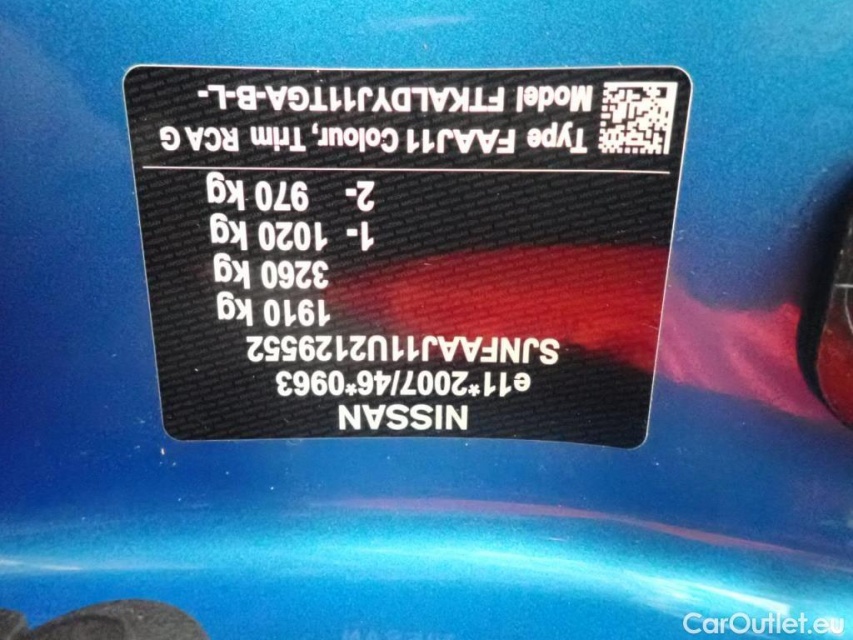 NISSAN
e11*2007/46*0963
SJNFAAJ11U2129552
1910 kg
3260 kg
1- 1020 kg
2- 970 kg
Type FAAJ11 Colour, Trim RCA G
Model FTKALDYJ11TGA-B-L-
CarOutlet.eu